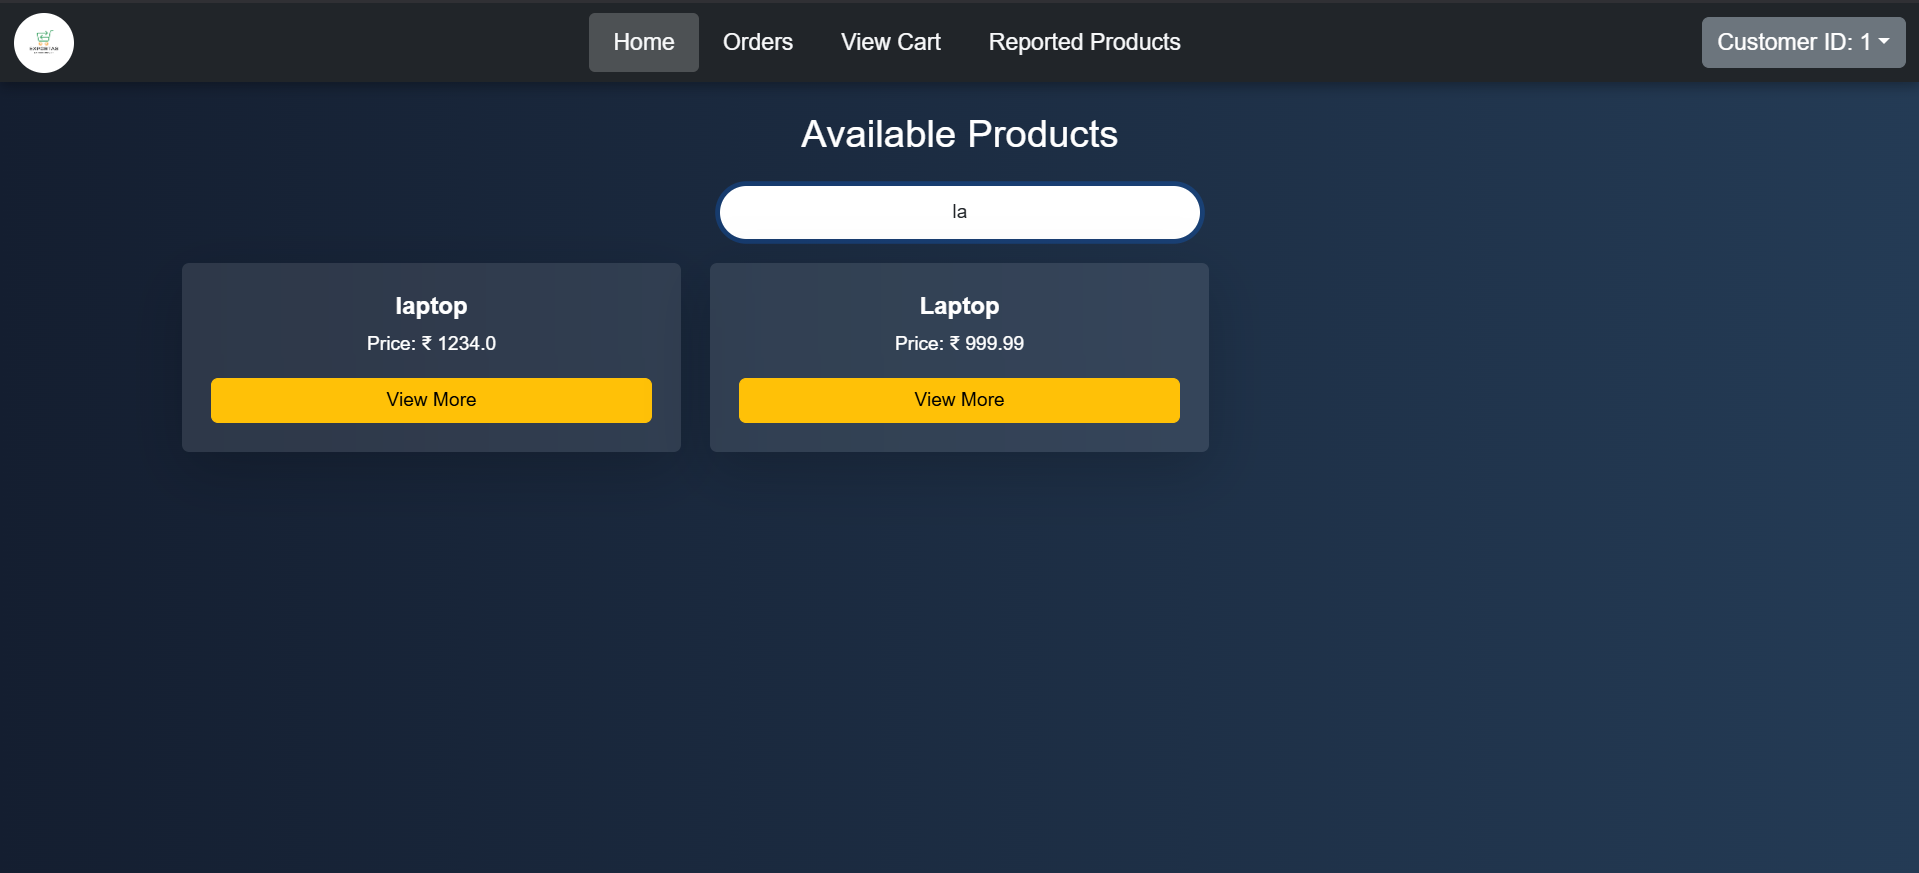 Home
Orders
View Cart
Reported Products
Customer ID: 1
Available Products
la
laptop
Price: ₹ 1234.0
View More
Laptop
Price: ₹ 999.99
View More